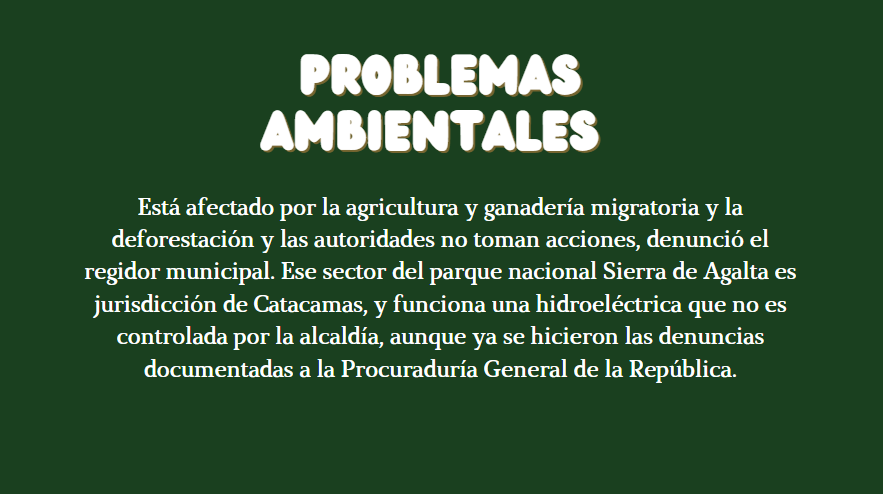 PROBLEMAS
AMBIENTALES
Está afectado por la agricultura y ganadería migratoria y la
deforestación y las autoridades no toman acciones, denunció el
regidor municipal. Ese sector del parque nacional Sierra de Agalta es
jurisdicción de Catacamas, y funciona una hidroeléctrica que no es
controlada por la alcaldía, aunque ya se hicieron las denuncias
documentadas a la Procuraduría General de la República.